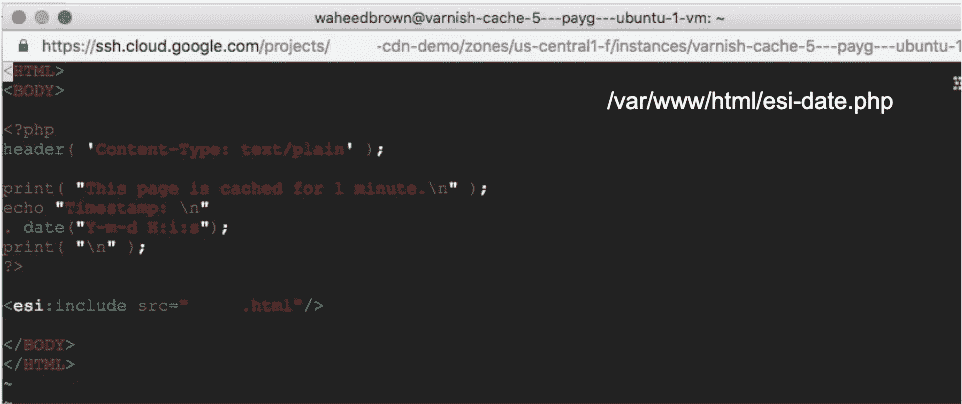 waheedbrown@varnish-cache-5---payg---ubuntu-1-vm: ~
https://ssh.cloud.google.com/projects/ -cdn-demo/zones/us-central1-f/instances/varnish-cache-5---payg---ubuntu-1
<HTML>
<BODY>
/var/www/html/esi-date.php
<?php
header( 'Content-Type: text/plain' );
print( "This page is cached for 1 minute.\n" );
echo "Timestamp: \n"
. date("Y-m-d H:i:s");
print( "\n" );
?>
<esi:include src=" .html"/>
</BODY>
</HTML>
~
~